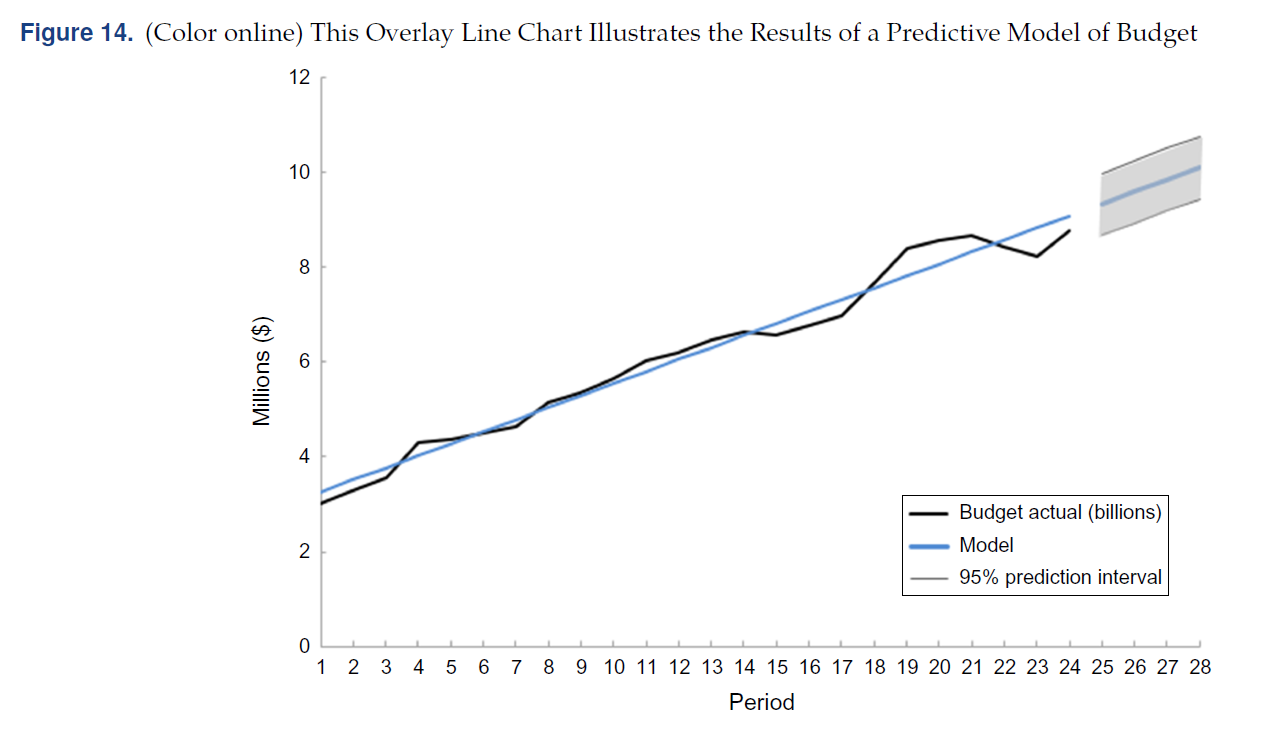 Figure 14. (Color online) This Overlay Line Chart Illustrates the Results of a Predictive Model of Budget
12
10
8
6
4
2
0
Millions ($)
Budget actual (billions)
Model
95% prediction interval
1 2 3 4 5 6 7 8 9 10 11 12 13 14 15 16 17 18 19 20 21 22 23 24 25 26 27 28
Period